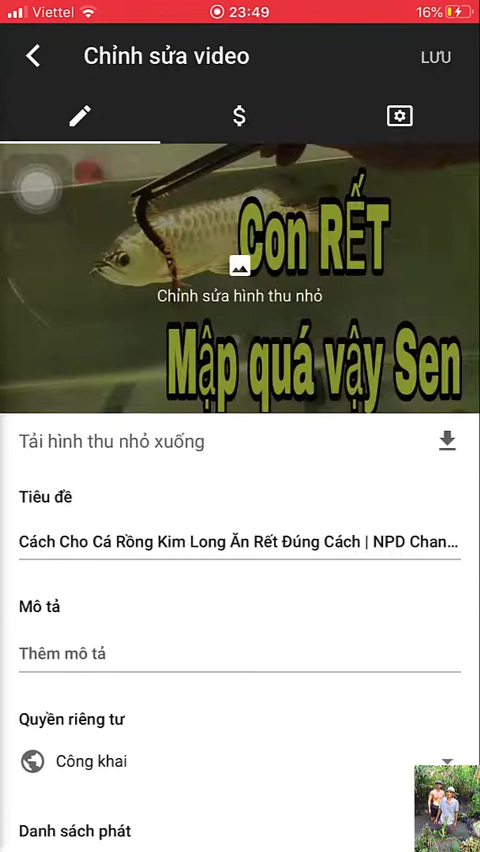 Viettel 23:49 16%
Chỉnh sửa video LƯU
$
Con RẾT
Chỉnh sửa hình thu nhỏ
Mập quá vậy Sen
Tải hình thu nhỏ xuống
Tiêu đề
Cách Cho Cá Rồng Kim Long Ăn Rết Đúng Cách | NPD Chan...
Mô tả
Thêm mô tả
Quyền riêng tư
Công khai
Danh sách phát